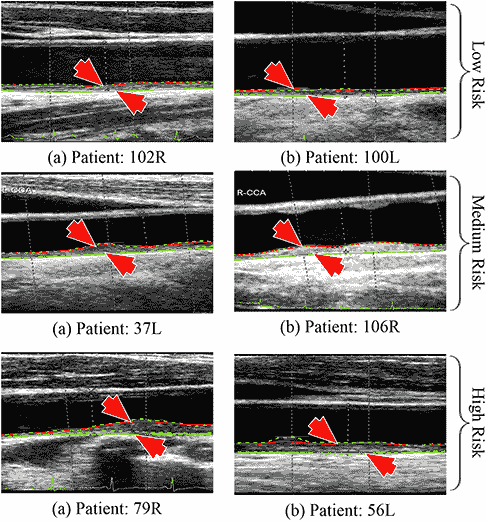 (a) Patient: 102R
(b) Patient: 100L
Low Risk
R-CCA
(a) Patient: 37L
(b) Patient: 106R
Medium Risk
(a) Patient: 79R
(b) Patient: 56L
High Risk